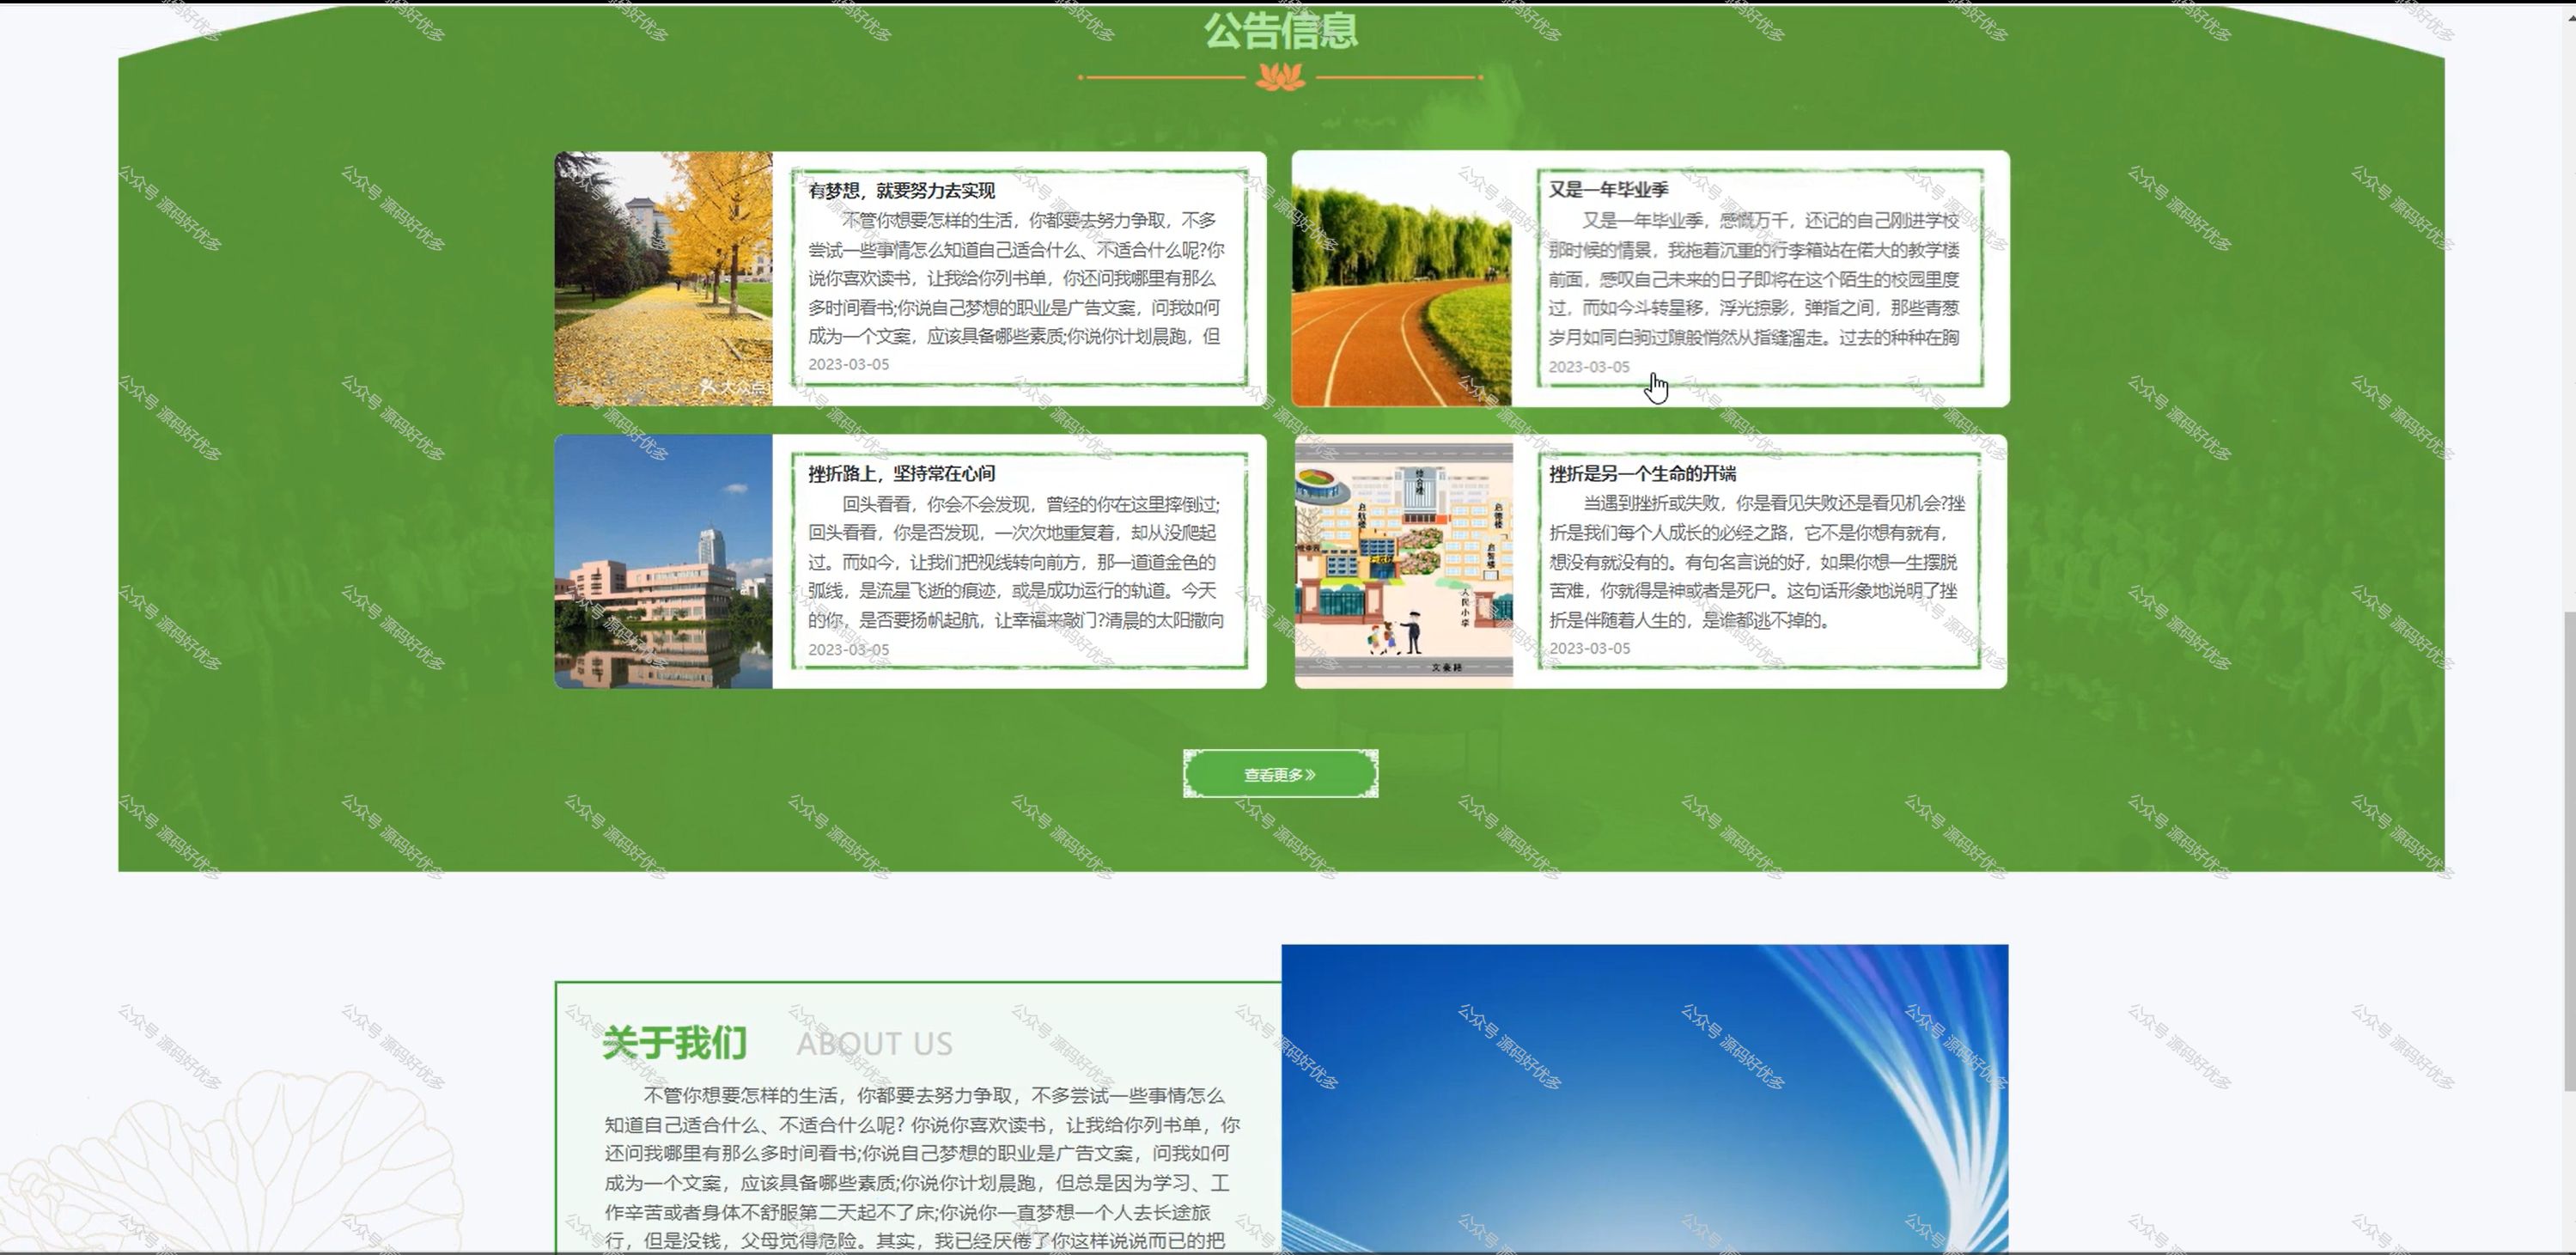 公告信息
有梦想，就要努力去实现
不管你想要怎样的生活，你都要去努力争取，不多
尝试一些事情怎么知道自己适合什么、不适合什么呢?你
说你喜欢读书，让我给你列书单，你还问我哪里有那么
多时间看书;你说自己梦想的职业是广告文案，问我如何
成为一个文案，应该具备哪些素质;你说你计划晨跑，但
2023-03-05
大众点
又是一年毕业季
又是一年毕业季，感慨万千，还记的自己刚进学校
那时候的情景，我拖着沉重的行李箱站在偌大的教学楼
前面，感叹自己未来的日子即将在这个陌生的校园里度
过，而如今斗转星移，浮光掠影，弹指之间，那些青葱
岁月如同白驹过隙般悄然从指缝溜走。过去的种种在胸
2023-03-05
挫折路上，坚持常在心间
回头看看，你会不会发现，曾经的你在这里摔倒过;
回头看看，你是否发现，一次次地重复着，却从没爬起
过。而如今，让我们把视线转向前方，那一道道金色的
弧线，是流星飞逝的痕迹，或是成功运行的轨道。今天
的你，是否要扬帆起航，让幸福来敲门?清晨的太阳撒向
2023-03-05
综合楼
启航楼
启德楼
启智楼
人民小学
文豪路
挫折是另一个生命的开端
当遇到挫折或失败，你是看见失败还是看见机会?挫
折是我们每个人成长的必经之路，它不是你想有就有，
想没有就没有的。有句名言说的好，如果你想一生摆脱
苦难，你就得是神或者是死尸。这句话形象地说明了挫
折是伴随着人生的，是谁都逃不掉的。
2023-03-05
查看更多》
关于我们 ABOUT US
不管你想要怎样的生活，你都要去努力争取，不多尝试一些事情怎么
知道自己适合什么、不适合什么呢? 你说你喜欢读书，让我给你列书单，你
还问我哪里有那么多时间看书;你说自己梦想的职业是广告文案，问我如何
成为一个文案，应该具备哪些素质;你说你计划晨跑，但总是因为学习、工
作辛苦或者身体不舒服第二天起不了床;你说你一直梦想一个人去长途旅
行，但是没钱，父母觉得危险。其实，我已经厌倦了你这样说说而已的把
公众号 源码好优多